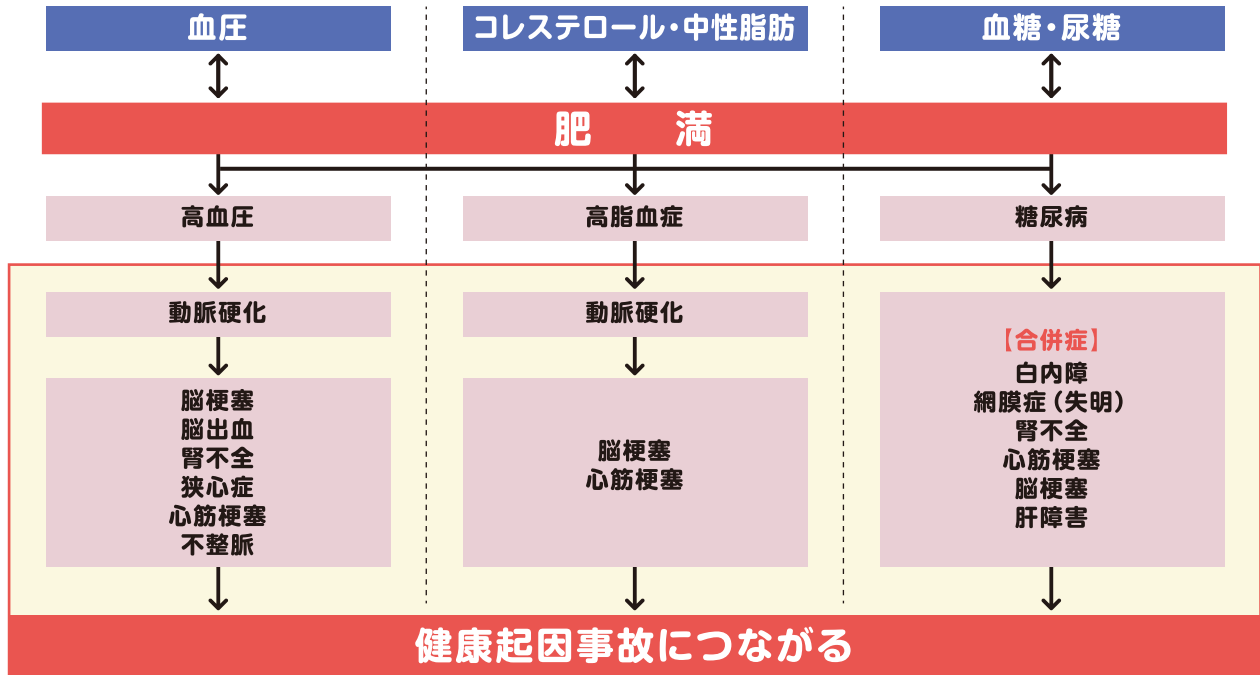 血圧
コレステロール・中性脂肪
血糖・尿糖
肥　満
高血圧
高脂血症
糖尿病
動脈硬化
動脈硬化
脳梗塞
脳出血
腎不全
狭心症
心筋梗塞
不整脈
脳梗塞
心筋梗塞
【合併症】
白内障
網膜症（失明）
腎不全
心筋梗塞
脳梗塞
肝障害
健康起因事故につながる